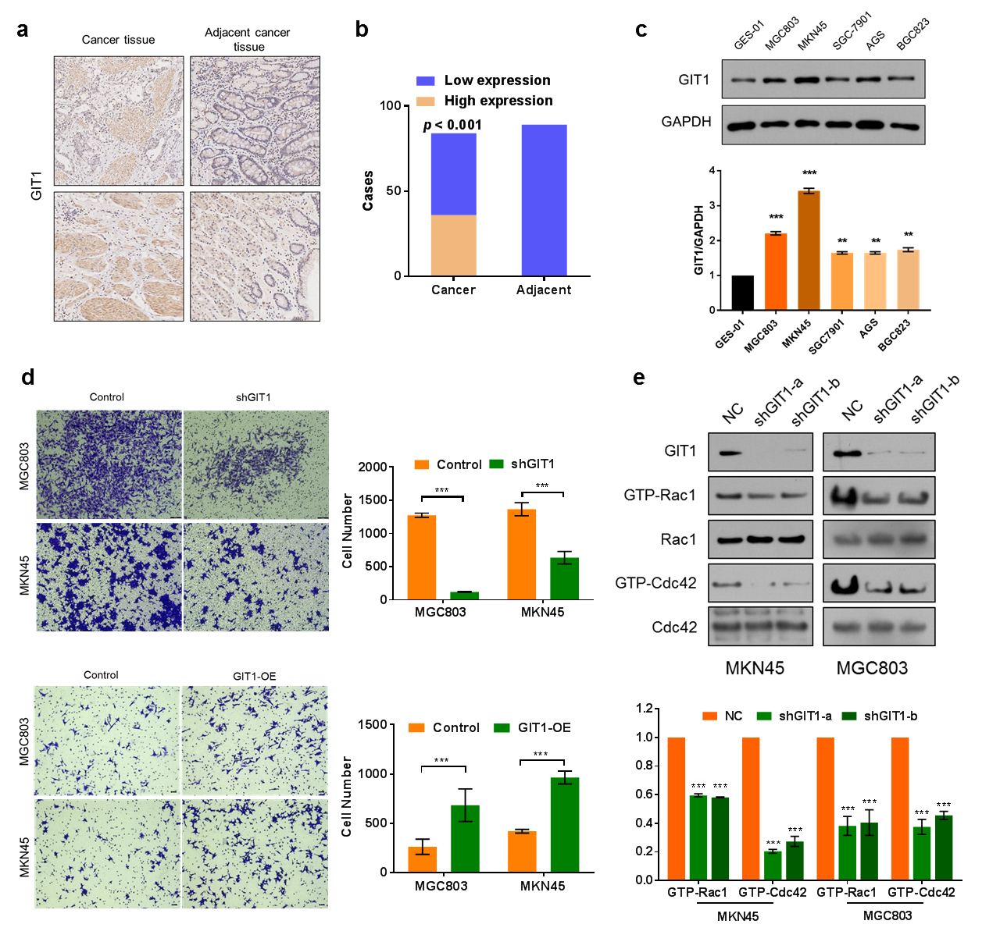 a
Cancer tissue
Adjacent cancer
tissue
GIT1
b
Low expression
High expression
p < 0.001
100
50
0
Cases
Cancer
Adjacent
c
GES-01
MGC803
MKN45
SGC-7901
AGS
BGC823
GIT1
GAPDH
4
3
2
1
0
GIT1/GAPDH
***
***
**
**
**
GES-01
MGC803
MKN45
SGC7901
AGS
BGC823
d
Control
shGIT1
MGC803
MKN45
Control
shGIT1
2000
1500
1000
500
0
Cell Number
***
***
MGC803
MKN45
Control
GIT1-OE
MGC803
MKN45
Control
GIT1-OE
1500
1000
500
0
Cell Number
***
***
MGC803
MKN45
e
NC
shGIT1-a
shGIT1-b
NC
shGIT1-a
shGIT1-b
GIT1
GTP-Rac1
Rac1
GTP-Cdc42
Cdc42
MKN45
MGC803
NC
shGIT1-a
shGIT1-b
1.2
1.0
0.8
0.6
0.4
0.2
0.0
***
***
***
***
***
***
***
***
GTP-Rac1
GTP-Cdc42
GTP-Rac1
GTP-Cdc42
MKN45
MGC803